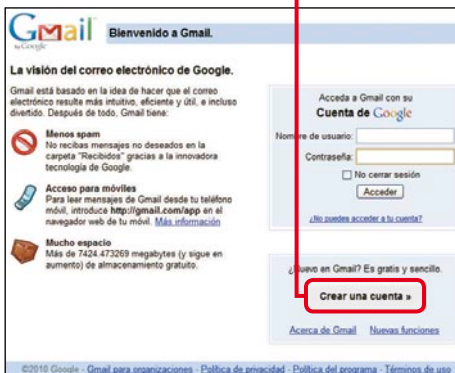 Gmail
by Google
Bienvenido a Gmail.
La visión del correo electrónico de Google.
Gmail está basado en la idea de hacer que el correo
electrónico resulte más intuitivo, eficiente y útil, e incluso
divertido. Después de todo, Gmail tiene:
Menos spam
No recibas mensajes no deseados en la
carpeta "Recibidos" gracias a la innovadora
tecnología de Google.
Acceso para móviles
Para leer mensajes de Gmail desde tu teléfono
móvil, introduce http://gmail.com/app en el
navegador web de tu móvil. Más información
Mucho espacio
Más de 7424.473269 megabytes (y sigue en
aumento) de almacenamiento gratuito.
Acceda a Gmail con su
Cuenta de Google
Nombre de usuario:
Contraseña:
No cerrar sesión
Acceder
¿No puedes acceder a tu cuenta?
¿Nuevo en Gmail? Es gratis y sencillo.
Crear una cuenta »
Acerca de Gmail Nuevas funciones
©2010 Google - Gmail para organizaciones - Política de privacidad - Política del programa - Términos de uso